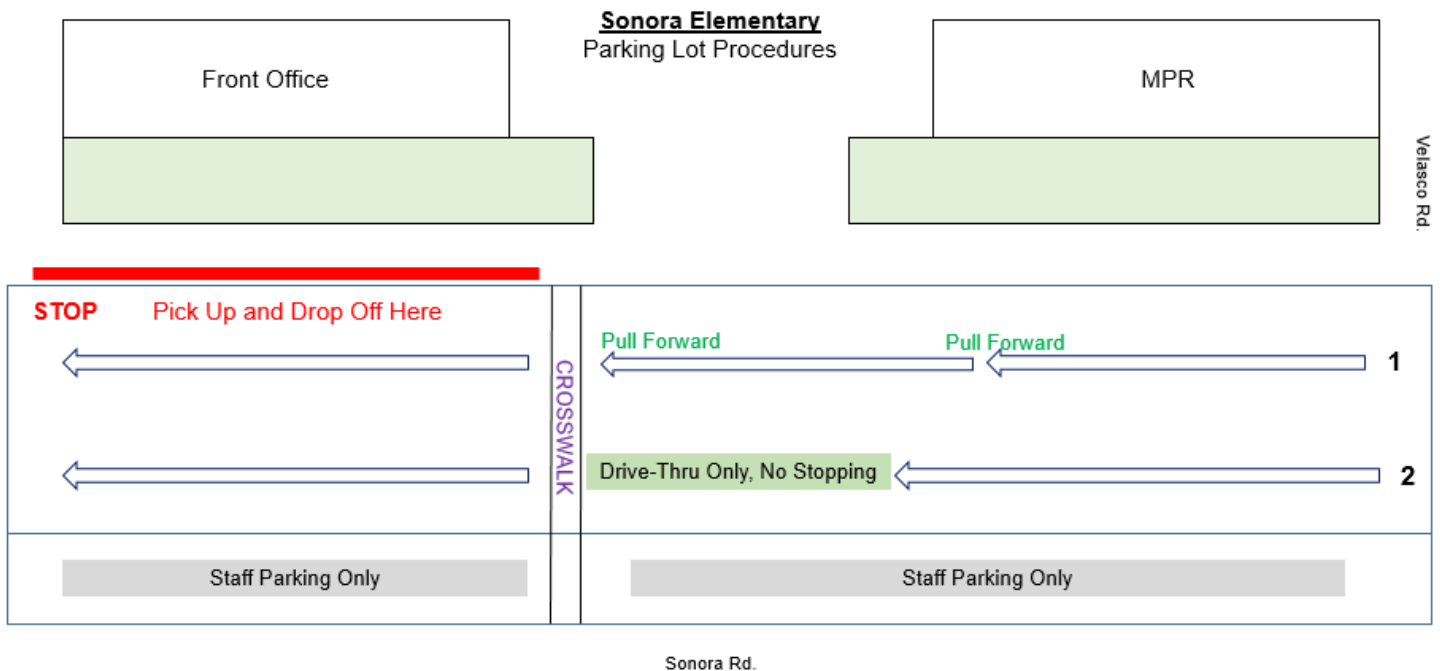 Sonora Elementary
Parking Lot Procedures
Front Office
MPR
Velasco Rd.
STOP Pick Up and Drop Off Here
Pull Forward
Pull Forward
1
CROSSWALK
Drive-Thru Only, No Stopping
2
Staff Parking Only
Staff Parking Only
Sonora Rd.